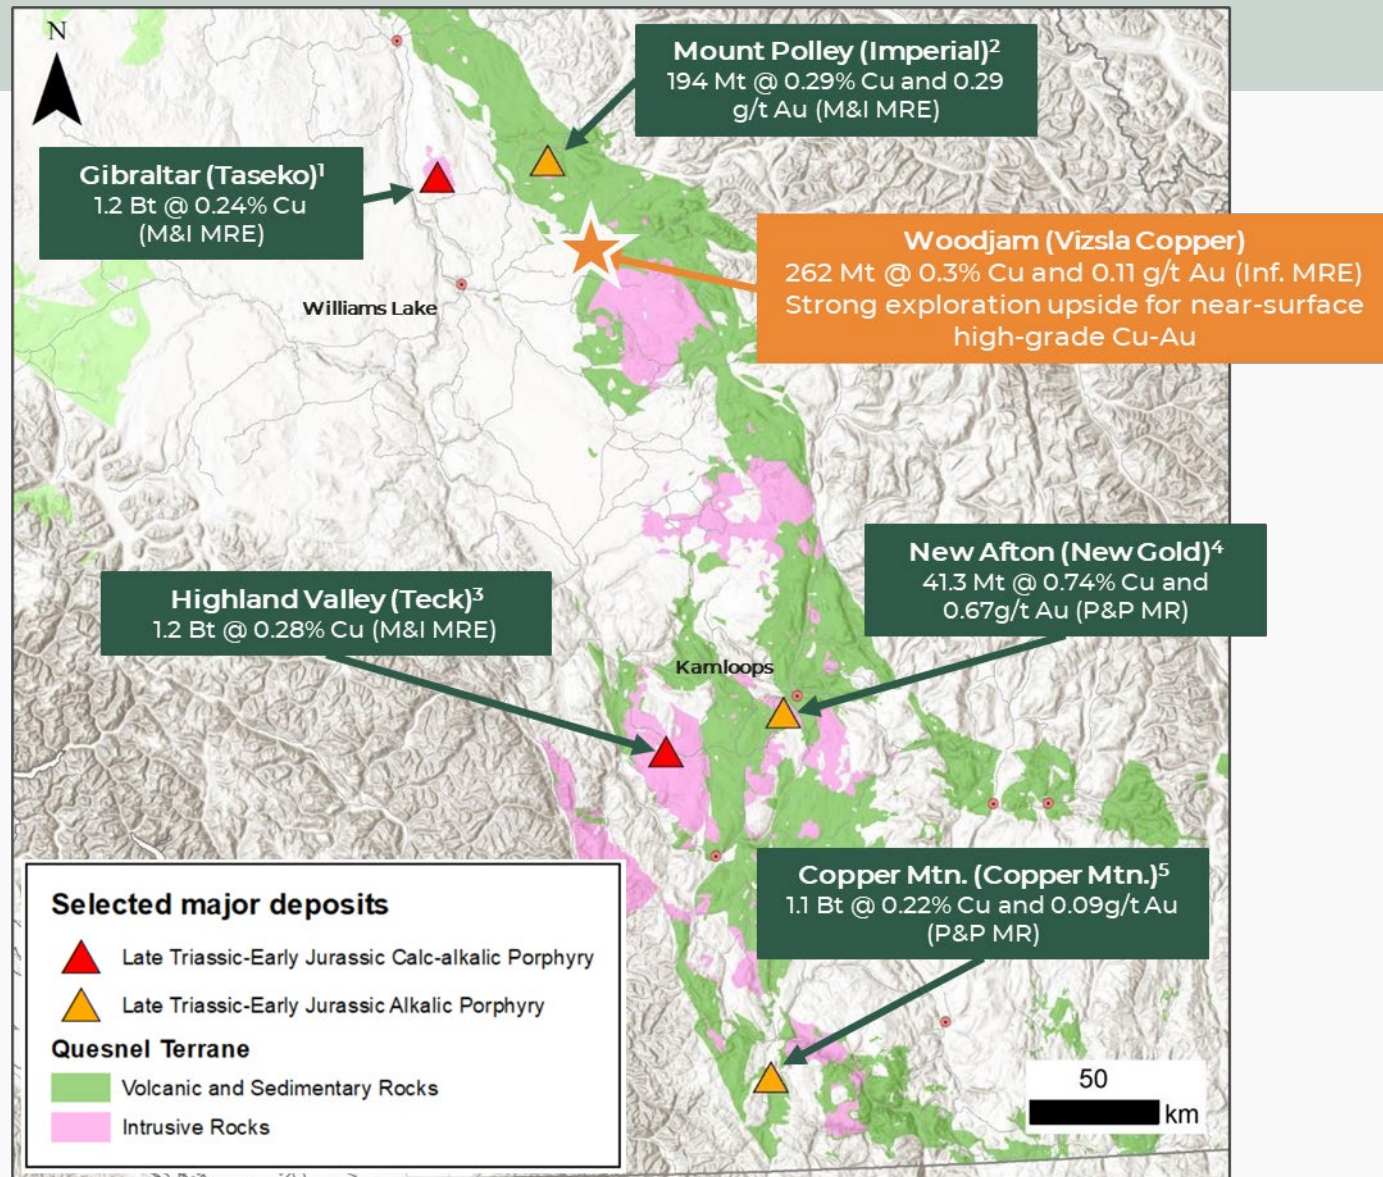 N
Mount Polley (Imperial)²
194 Mt @ 0.29% Cu and 0.29
g/t Au (M&I MRE)
Gibraltar (Taseko)¹
1.2 Bt @ 0.24% Cu
(M&I MRE)
Woodjam (Vizsla Copper)
262 Mt @ 0.3% Cu and 0.11 g/t Au (Inf. MRE)
Strong exploration upside for near-surface
high-grade Cu-Au
Williams Lake
New Afton (New Gold)⁴
41.3 Mt @ 0.74% Cu and
0.67g/t Au (P&P MR)
Highland Valley (Teck)³
1.2 Bt @ 0.28% Cu (M&I MRE)
Kamloops
Copper Mtn. (Copper Mtn.)⁵
1.1 Bt @ 0.22% Cu and 0.09g/t Au
(P&P MR)
Selected major deposits
Late Triassic-Early Jurassic Calc-alkalic Porphyry
Late Triassic-Early Jurassic Alkalic Porphyry
Quesnel Terrane
Volcanic and Sedimentary Rocks
Intrusive Rocks
50
km